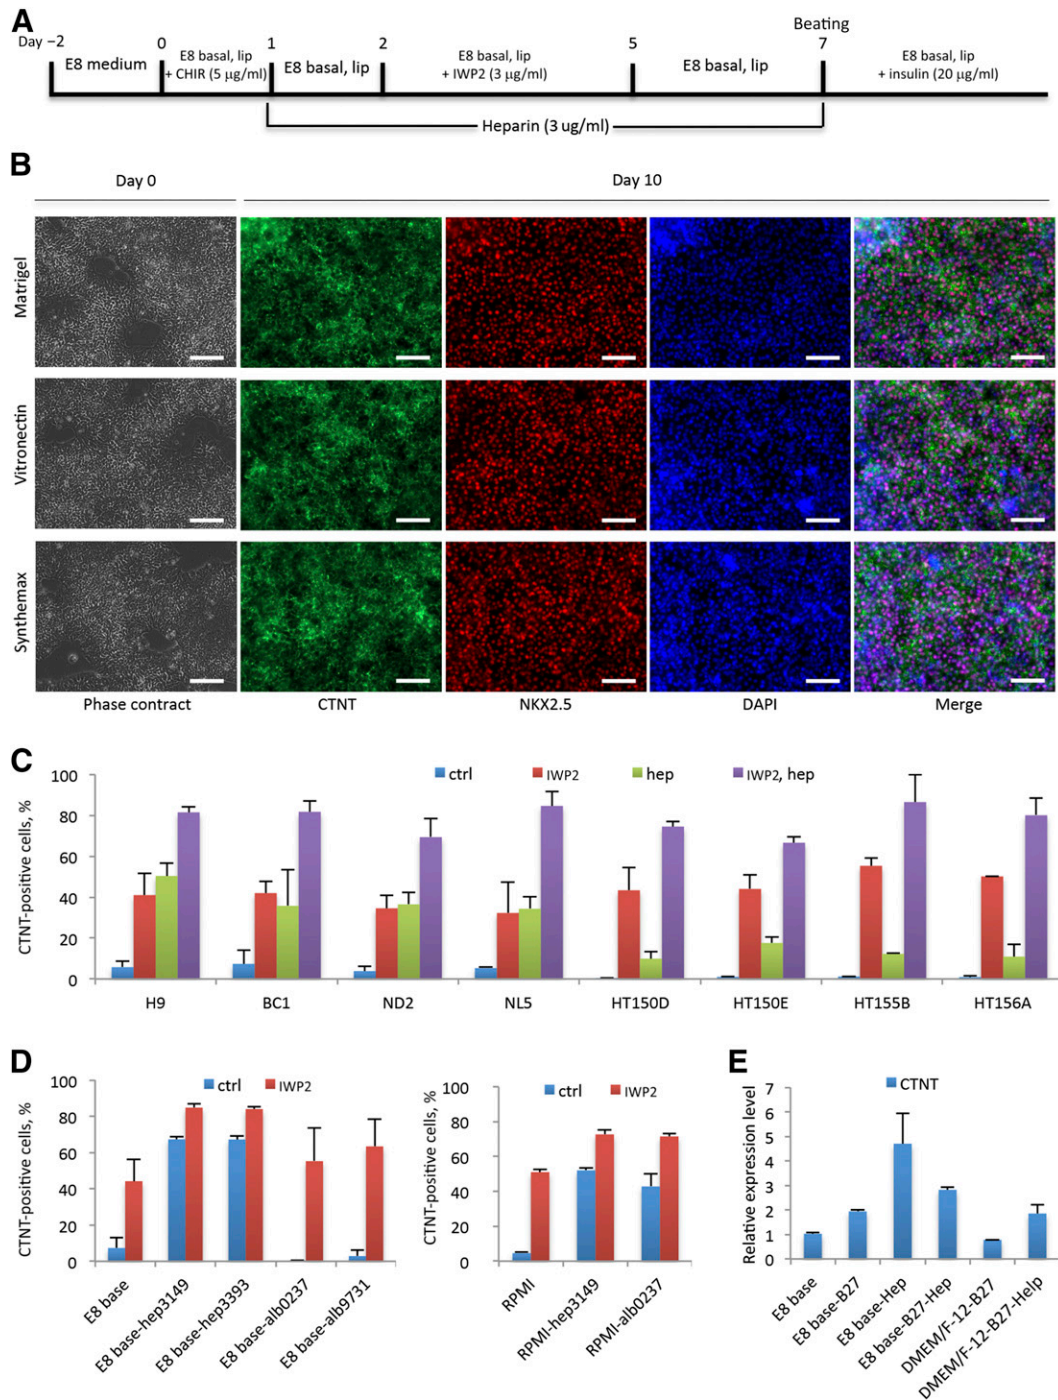 A
Beating
Day −2 0 1 2 5 7
E8 medium
E8 basal, lip
+ CHIR (5 μg/ml)
E8 basal, lip
E8 basal, lip
+ IWP2 (3 μg/ml)
E8 basal, lip
E8 basal, lip
+ insulin (20 μg/ml)
Heparin (3 ug/ml)
B
Day 0
Day 10
Matrigel
Vitronectin
Synthemax
Phase contract
CTNT
NKX2.5
DAPI
Merge
C
ctrl IWP2 hep IWP2, hep
CTNT-positive cells, %
100
80
60
40
20
0
H9 BC1 ND2 NL5 HT150D HT150E HT155B HT156A
D
ctrl IWP2
CTNT-positive cells, %
100
80
60
40
20
0
E8 base
E8 base-hep3149
E8 base-hep3393
E8 base-alb0237
E8 base-alb9731
ctrl IWP2
CTNT-positive cells, %
100
80
60
40
20
0
RPMI
RPMI-hep3149
RPMI-alb0237
E
CTNT
Relative expression level
7
6
5
4
3
2
1
0
E8 base
E8 base-B27
E8 base-Hep
E8 base-B27-Hep
DMEM/F-12-B27
DMEM/F-12-B27-Help